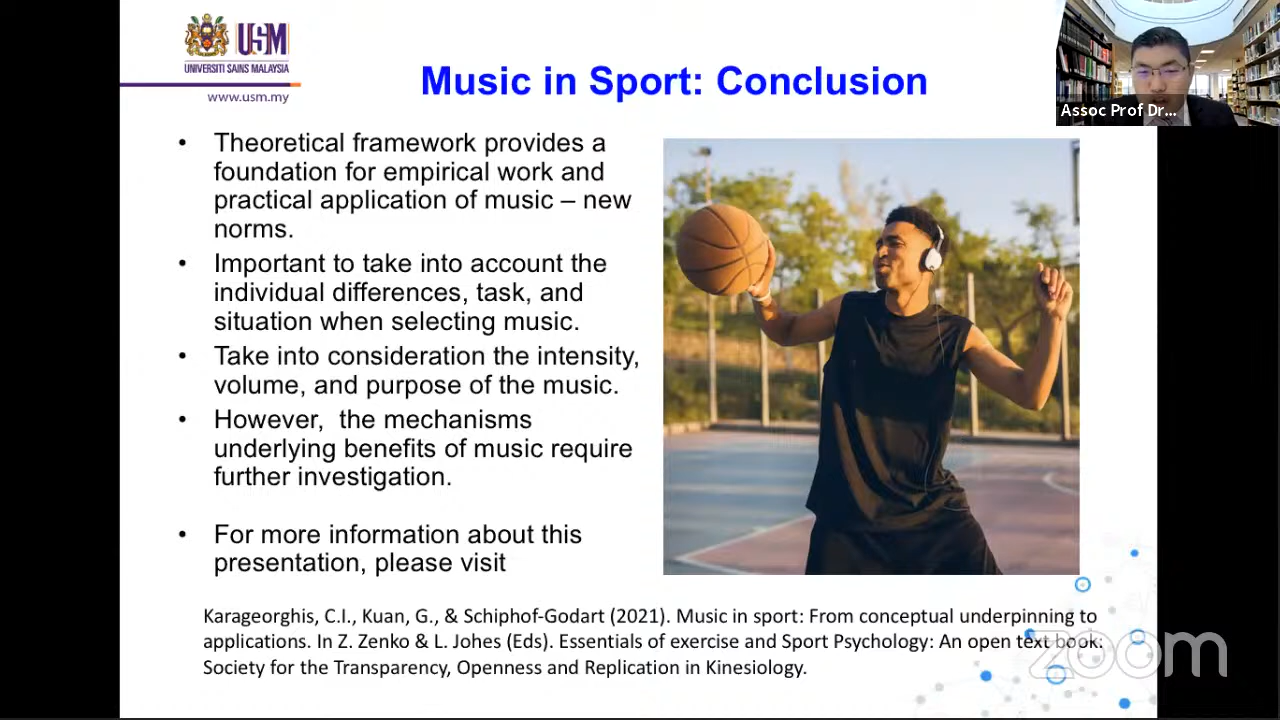 USM
UNIVERSITI SAINS MALAYSIA
www.usm.my
Music in Sport: Conclusion
Assoc Prof Dr...
• Theoretical framework provides a
foundation for empirical work and
practical application of music – new
norms.
• Important to take into account the
individual differences, task, and
situation when selecting music.
• Take into consideration the intensity,
volume, and purpose of the music.
• However,  the mechanisms
underlying benefits of music require
further investigation.
• For more information about this
presentation, please visit
Karageorghis, C.I., Kuan, G., & Schiphof-Godart (2021). Music in sport: From conceptual underpinning to
applications. In Z. Zenko & L. Johes (Eds). Essentials of exercise and Sport Psychology: An open text book:
Society for the Transparency, Openness and Replication in Kinesiology.
zoom